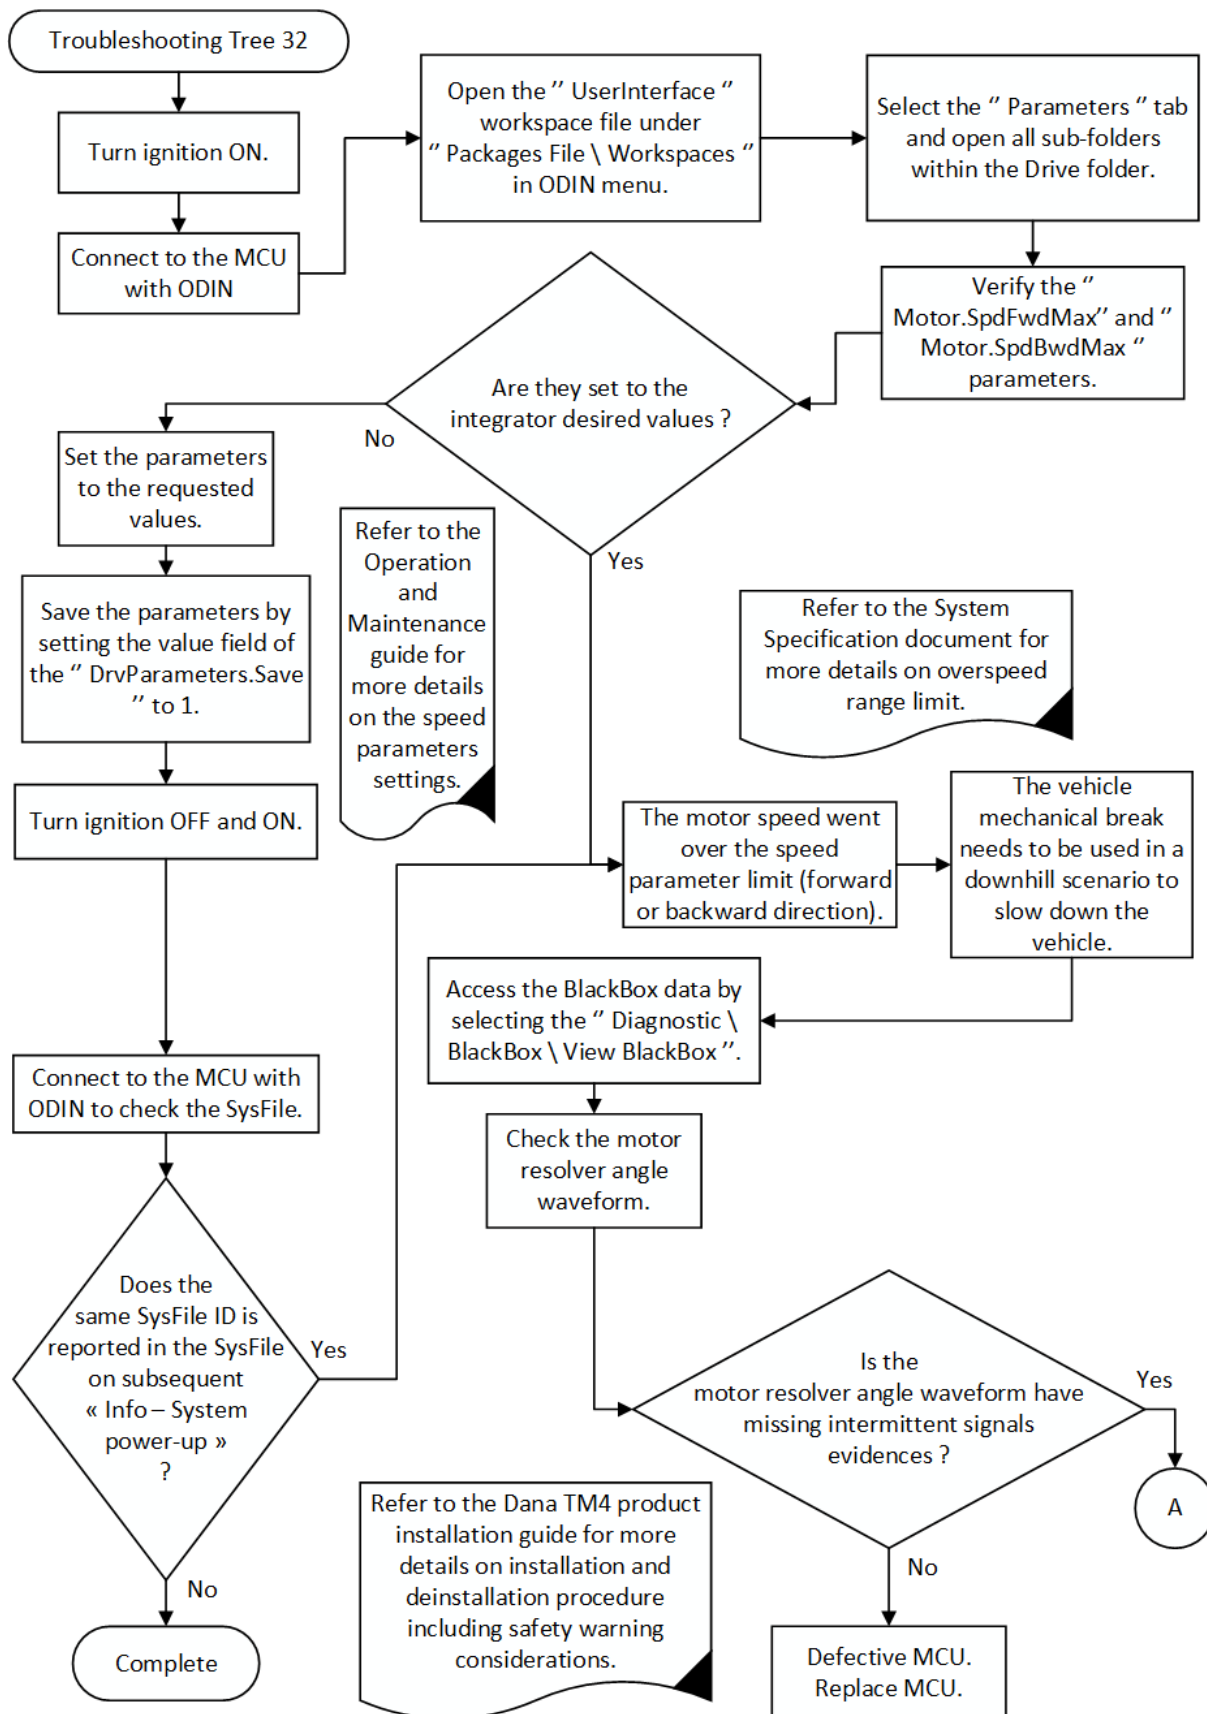 Troubleshooting Tree 32
Turn ignition ON.
Connect to the MCU
with ODIN
Open the ” UserInterface ”
workspace file under
” Packages File \ Workspaces ”
in ODIN menu.
Select the ” Parameters ” tab
and open all sub-folders
within the Drive folder.
Verify the ”
Motor.SpdFwdMax” and ”
Motor.SpdBwdMax ”
parameters.
Are they set to the
integrator desired values ?
No
Yes
Set the parameters
to the requested
values.
Save the parameters by
setting the value field of
the ” DrvParameters.Save
” to 1.
Turn ignition OFF and ON.
Refer to the
Operation
and
Maintenance
guide for
more details
on the speed
parameters
settings.
Refer to the System
Specification document for
more details on overspeed
range limit.
The motor speed went
over the speed
parameter limit (forward
or backward direction).
The vehicle
mechanical break
needs to be used in a
downhill scenario to
slow down the
vehicle.
Access the BlackBox data by
selecting the ” Diagnostic \
BlackBox \ View BlackBox ”.
Connect to the MCU with
ODIN to check the SysFile.
Check the motor
resolver angle
waveform.
Does the
same SysFile ID is
reported in the SysFile
on subsequent
« Info – System
power-up »
?
Yes
No
Complete
Is the
motor resolver angle waveform have
missing intermittent signals
evidences ?
Yes
A
No
Refer to the Dana TM4 product
installation guide for more
details on installation and
deinstallation procedure
including safety warning
considerations.
Defective MCU.
Replace MCU.